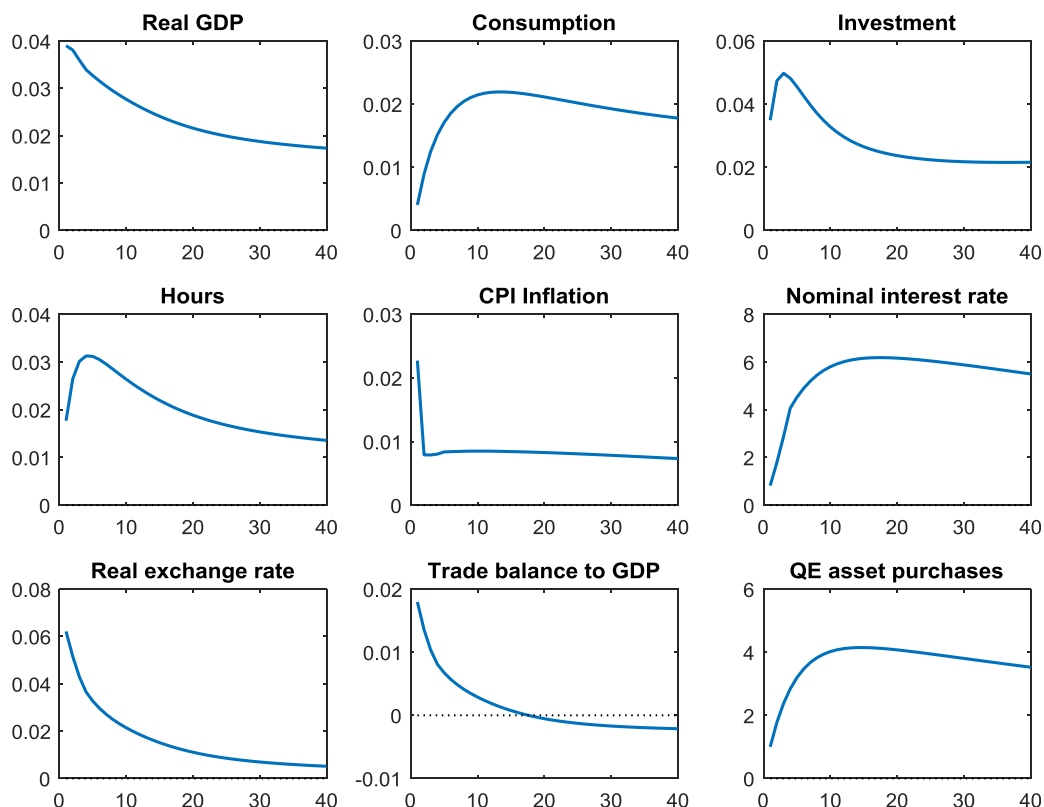 Real GDP
0.04
0.03
0.02
0.01
0
0 10 20 30 40
Consumption
0.03
0.02
0.01
0
0 10 20 30 40
Investment
0.06
0.04
0.02
0
0 10 20 30 40
Hours
0.04
0.03
0.02
0.01
0
0 10 20 30 40
CPI Inflation
0.03
0.02
0.01
0
0 10 20 30 40
Nominal interest rate
8
6
4
2
0
0 10 20 30 40
Real exchange rate
0.08
0.06
0.04
0.02
0
0 10 20 30 40
Trade balance to GDP
0.02
0.01
0
-0.01
0 10 20 30 40
QE asset purchases
6
4
2
0
0 10 20 30 40